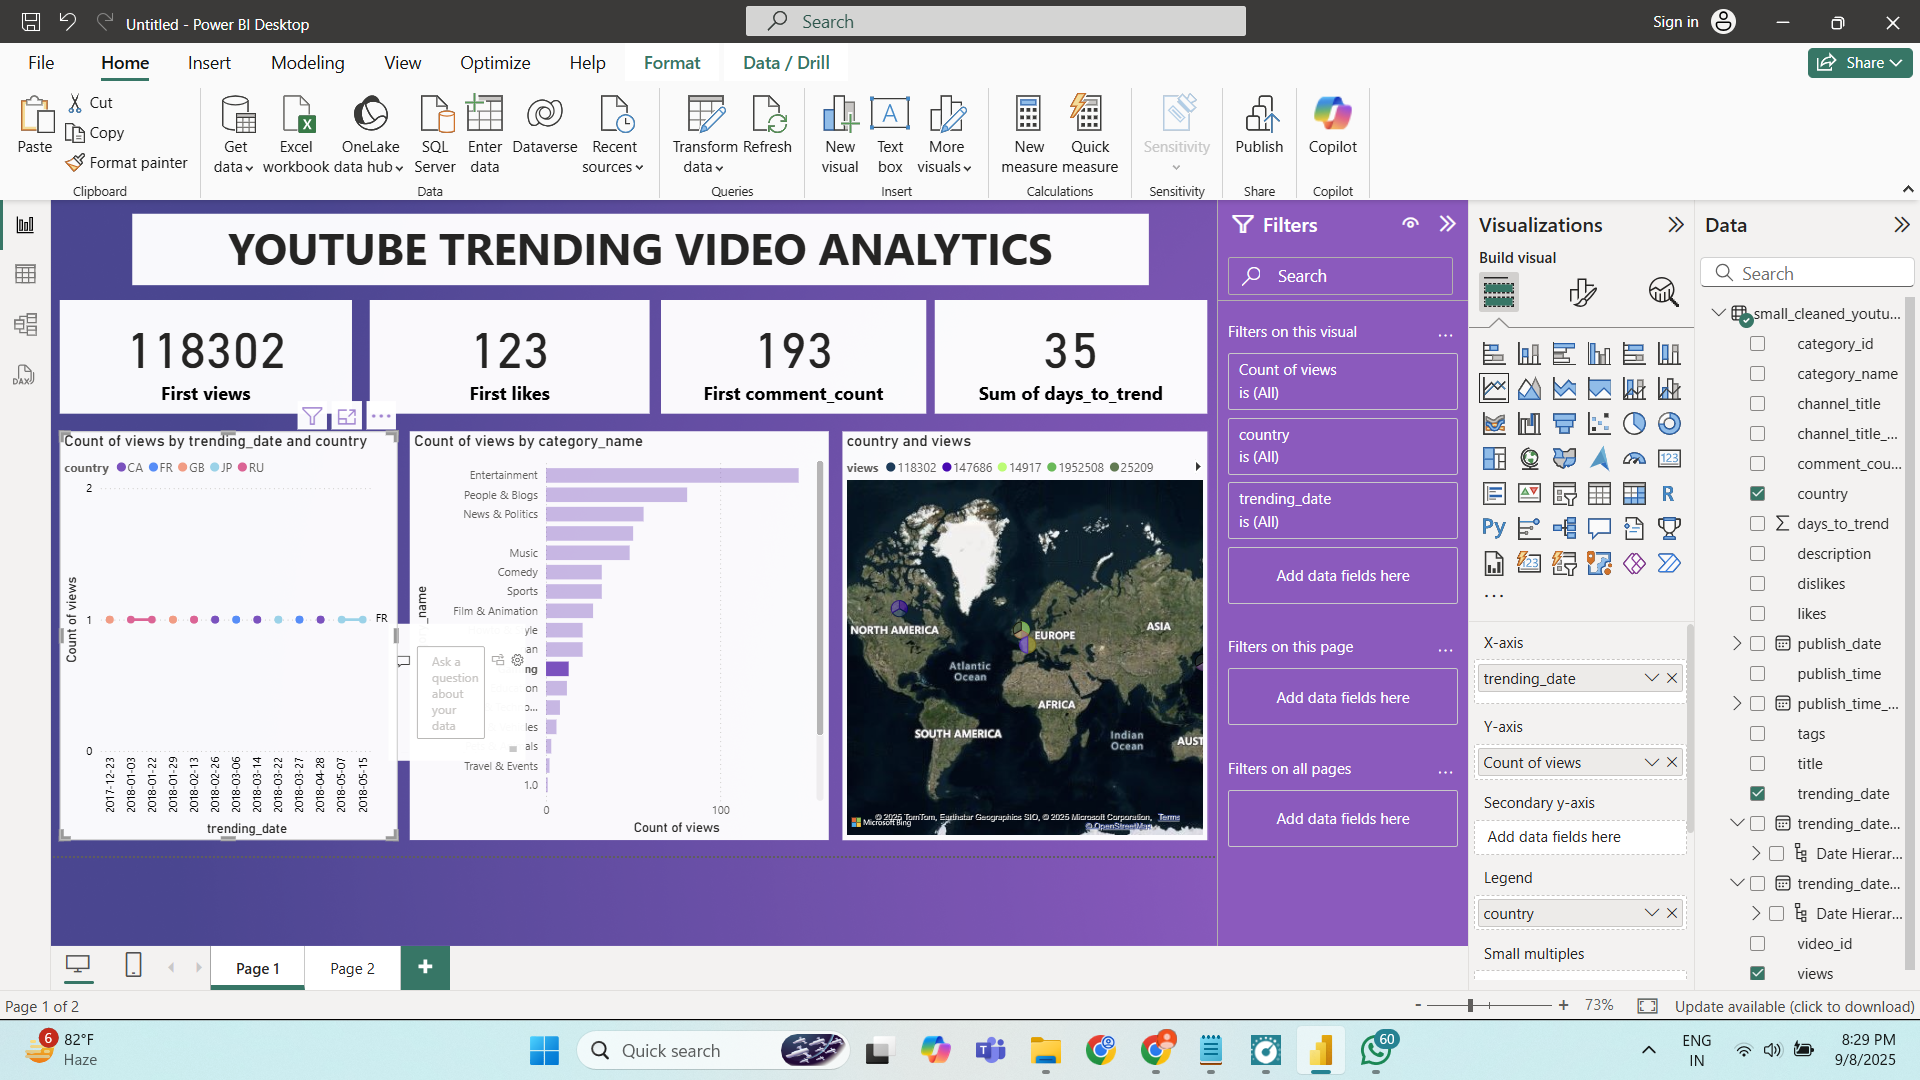 Untitled - Power BI Desktop
Search
Sign in
File
Home
Insert
Modeling
View
Optimize
Help
Format
Data / Drill
Share
Paste
Cut
Copy
Format painter
Get data
Excel workbook
OneLake data hub
SQL Server
Enter data
Dataverse
Recent sources
Transform data
Refresh
New visual
Text box
More visuals
New measure
Quick measure
Sensitivity
Publish
Copilot
Clipboard
Data
Queries
Insert
Calculations
Sensitivity
Share
Copilot
YOUTUBE TRENDING VIDEO ANALYTICS
118302
First views
123
First likes
193
First comment_count
35
Sum of days_to_trend
Count of views by trending_date and country
country CA FR GB JP RU
2
1
0
FR
Count of views
2017-12-23
2018-01-03
2018-01-22
2018-01-29
2018-02-13
2018-02-26
2018-03-06
2018-03-14
2018-03-22
2018-03-27
2018-04-28
2018-05-07
2018-05-15
trending_date
Count of views by category_name
Entertainment
People & Blogs
News & Politics
Music
Comedy
Sports
Film & Animation
yle
an
ng
on
o...
les
als
Travel & Events
1.0
_name
0
100
Count of views
Ask a question about your data
country and views
views 118302 147686 14917 1952508 25209
NORTH AMERICA
EUROPE
ASIA
Atlantic Ocean
AFRICA
SOUTH AMERICA
Indian Ocean
AUST
Microsoft Bing
© 2025 TomTom, Earthstar Geographics SIO, © 2025 Microsoft Corporation, Terms
© OpenStreetMap
Filters
Search
Filters on this visual
...
Count of views
is (All)
country
is (All)
trending_date
is (All)
Add data fields here
Filters on this page
...
Add data fields here
Filters on all pages
...
Add data fields here
Visualizations
Build visual
123
R
Py
123
...
X-axis
trending_date
Y-axis
Count of views
Secondary y-axis
Add data fields here
Legend
country
Small multiples
Data
Search
small_cleaned_youtu...
category_id
category_name
channel_title
channel_title_...
comment_cou...
country
days_to_trend
description
dislikes
likes
publish_date
publish_time
publish_time_...
tags
title
trending_date
trending_date...
Date Hierar...
trending_date...
Date Hierar...
video_id
views
DAX
Page 1
Page 2
+
Page 1 of 2
- + 73%
Update available (click to download)
6
82°F
Haze
Quick search
60
ENG
IN
8:29 PM
9/8/2025